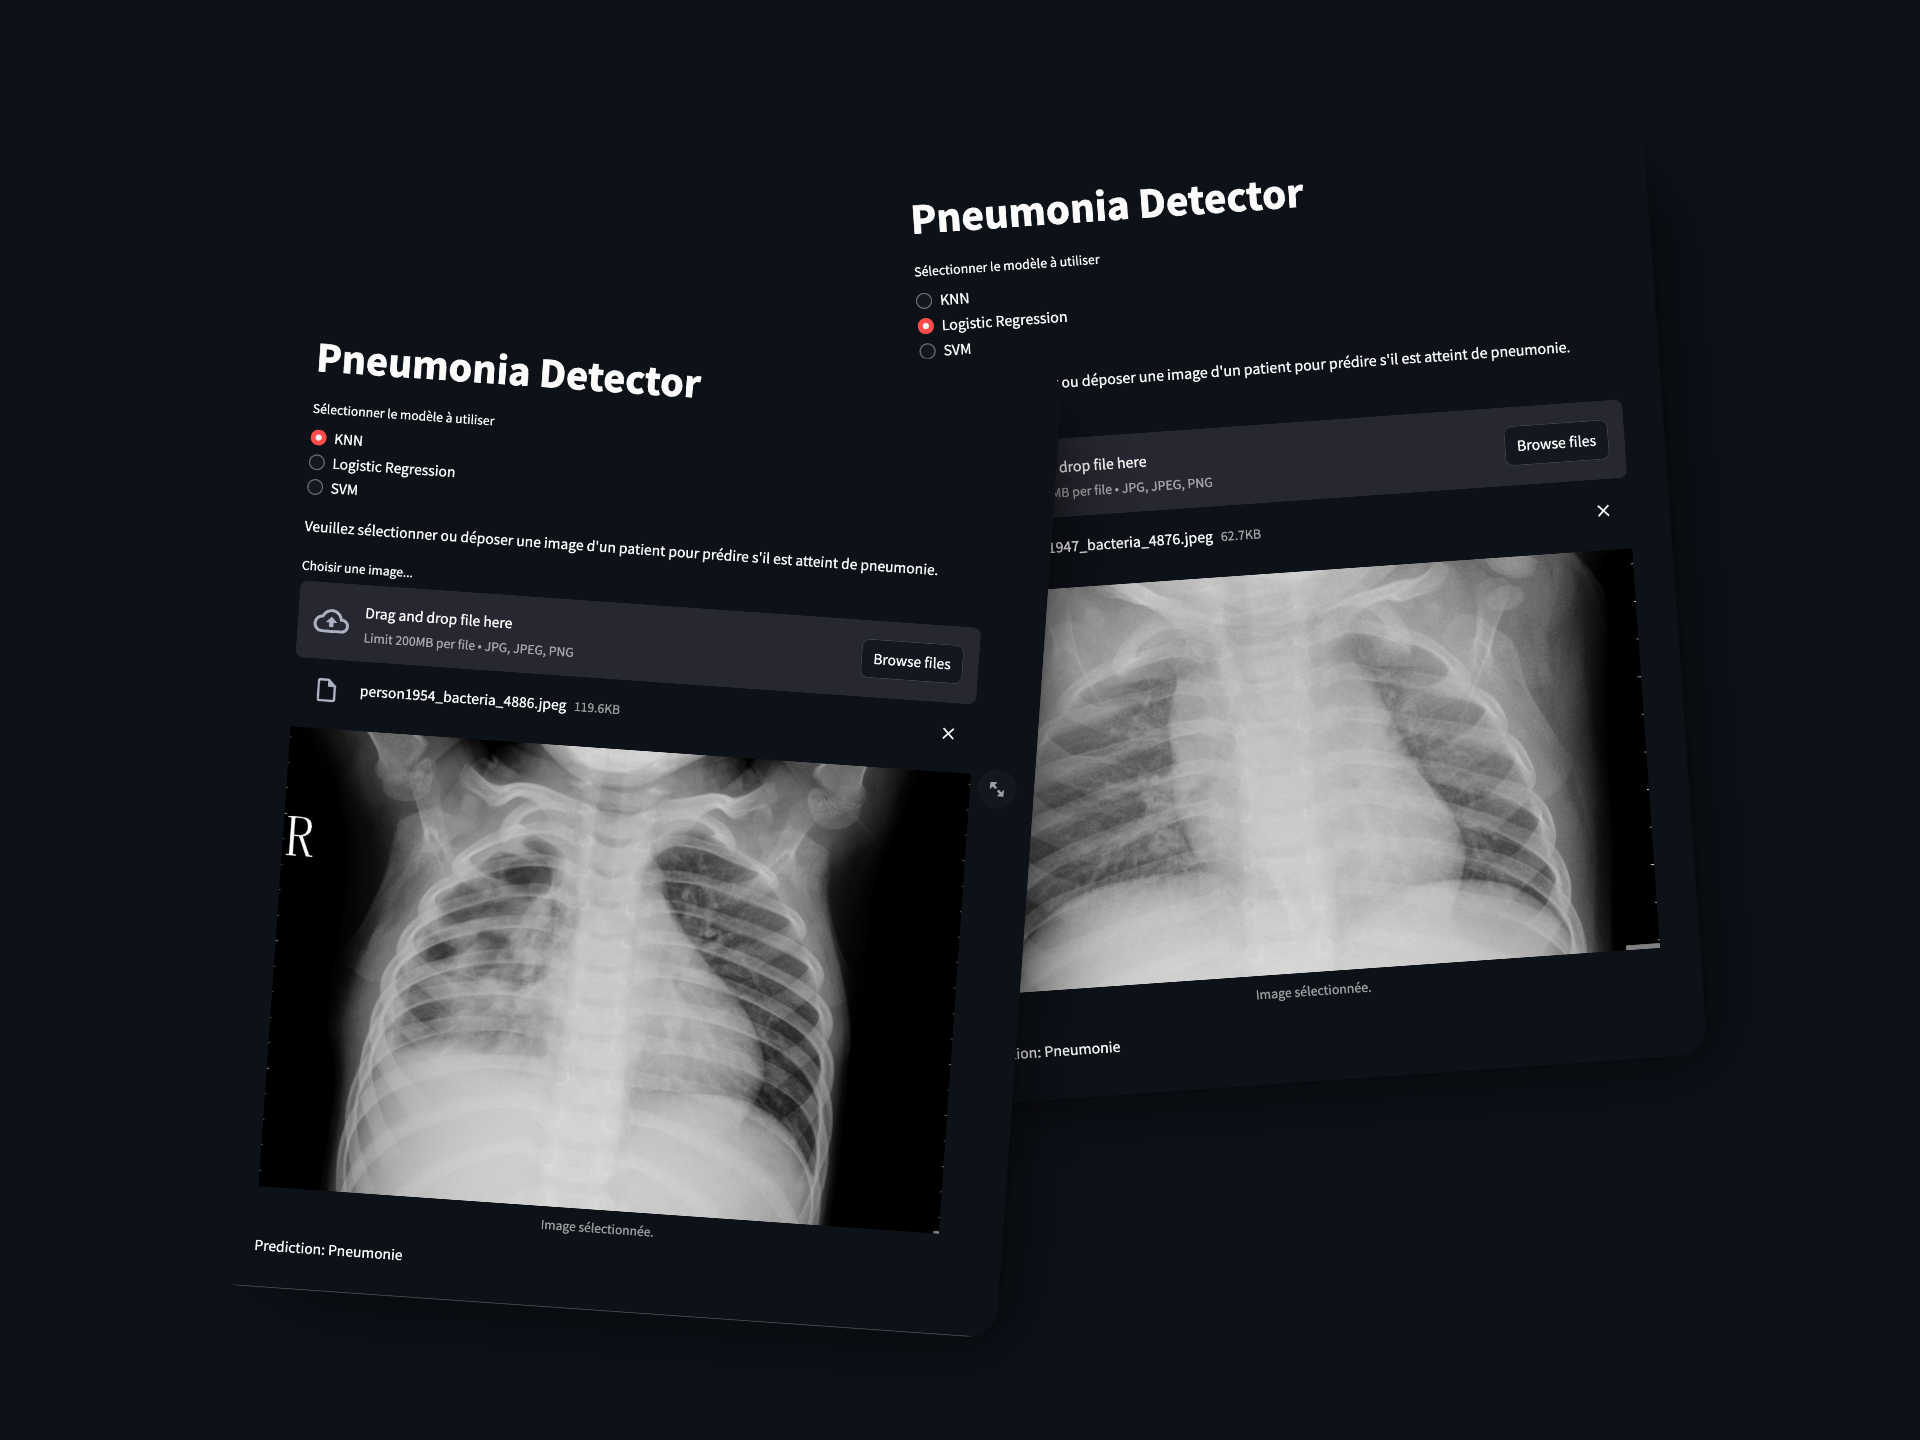 Pneumonia Detector
Sélectionner le modèle à utiliser
KNN
Logistic Regression
SVM
Veuillez sélectionner ou déposer une image d'un patient pour prédire s'il est atteint de pneumonie.
Choisir une image...
Drag and drop file here
Limit 200MB per file • JPG, JPEG, PNG
Browse files
person1954_bacteria_4886.jpeg 119.6KB
R
Image sélectionnée.
Prediction: Pneumonie
Pneumonia Detector
Sélectionner le modèle à utiliser
KNN
Logistic Regression
SVM
ou déposer une image d'un patient pour prédire s'il est atteint de pneumonie.
drop file here
MB per file • JPG, JPEG, PNG
Browse files
1947_bacteria_4876.jpeg 62.7KB
Image sélectionnée.
ion: Pneumonie